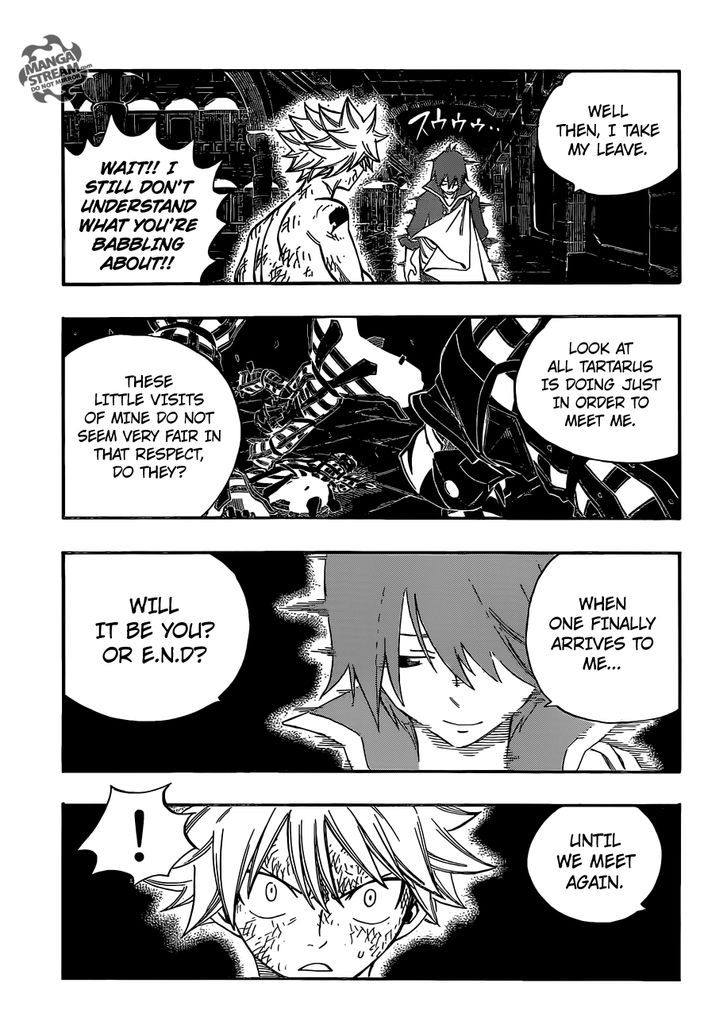 MANGA
STREAM.com
DO NOT MIRROR
WELL
THEN, I TAKE
MY LEAVE.
スウゥゥ..
WAIT!! I
STILL DON'T
UNDERSTAND
WHAT YOU'RE
BABBLING
ABOUT!!
LOOK AT
ALL TARTARUS
IS DOING JUST
IN ORDER TO
MEET ME.
THESE
LITTLE VISITS
OF MINE DO NOT
SEEM VERY FAIR IN
THAT RESPECT,
DO THEY?
WHEN
ONE FINALLY
ARRIVES TO
ME...
WILL
IT BE YOU?
OR E.N.D?
UNTIL
WE MEET
AGAIN.
!